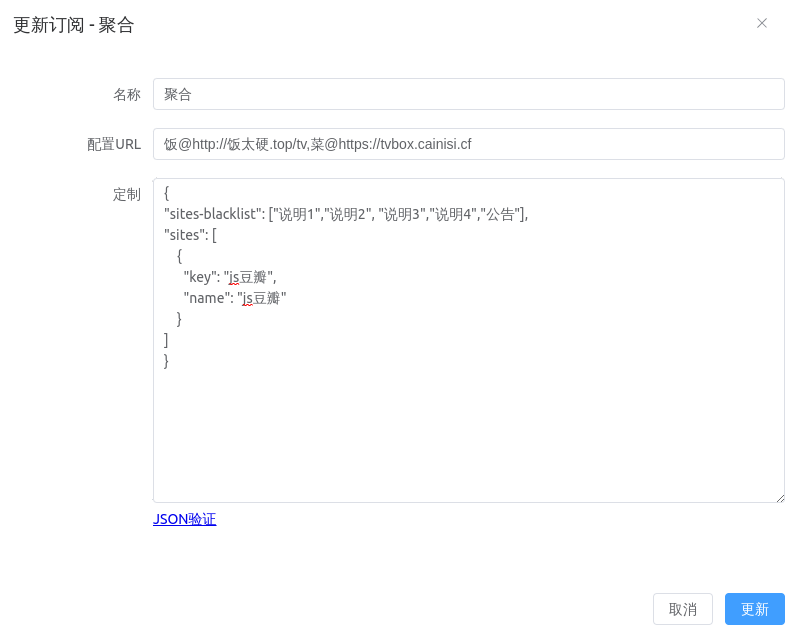 更新订阅 - 聚合
名称
聚合
配置URL
饭@http://饭太硬.top/tv,菜@https://tvbox.cainisi.cf
定制
{
"sites-blacklist": ["说明1","说明2", "说明3","说明4","公告"],
"sites": [
{
"key": "js豆瓣",
"name": "js豆瓣"
}
]
}
JSON验证
取消
更新